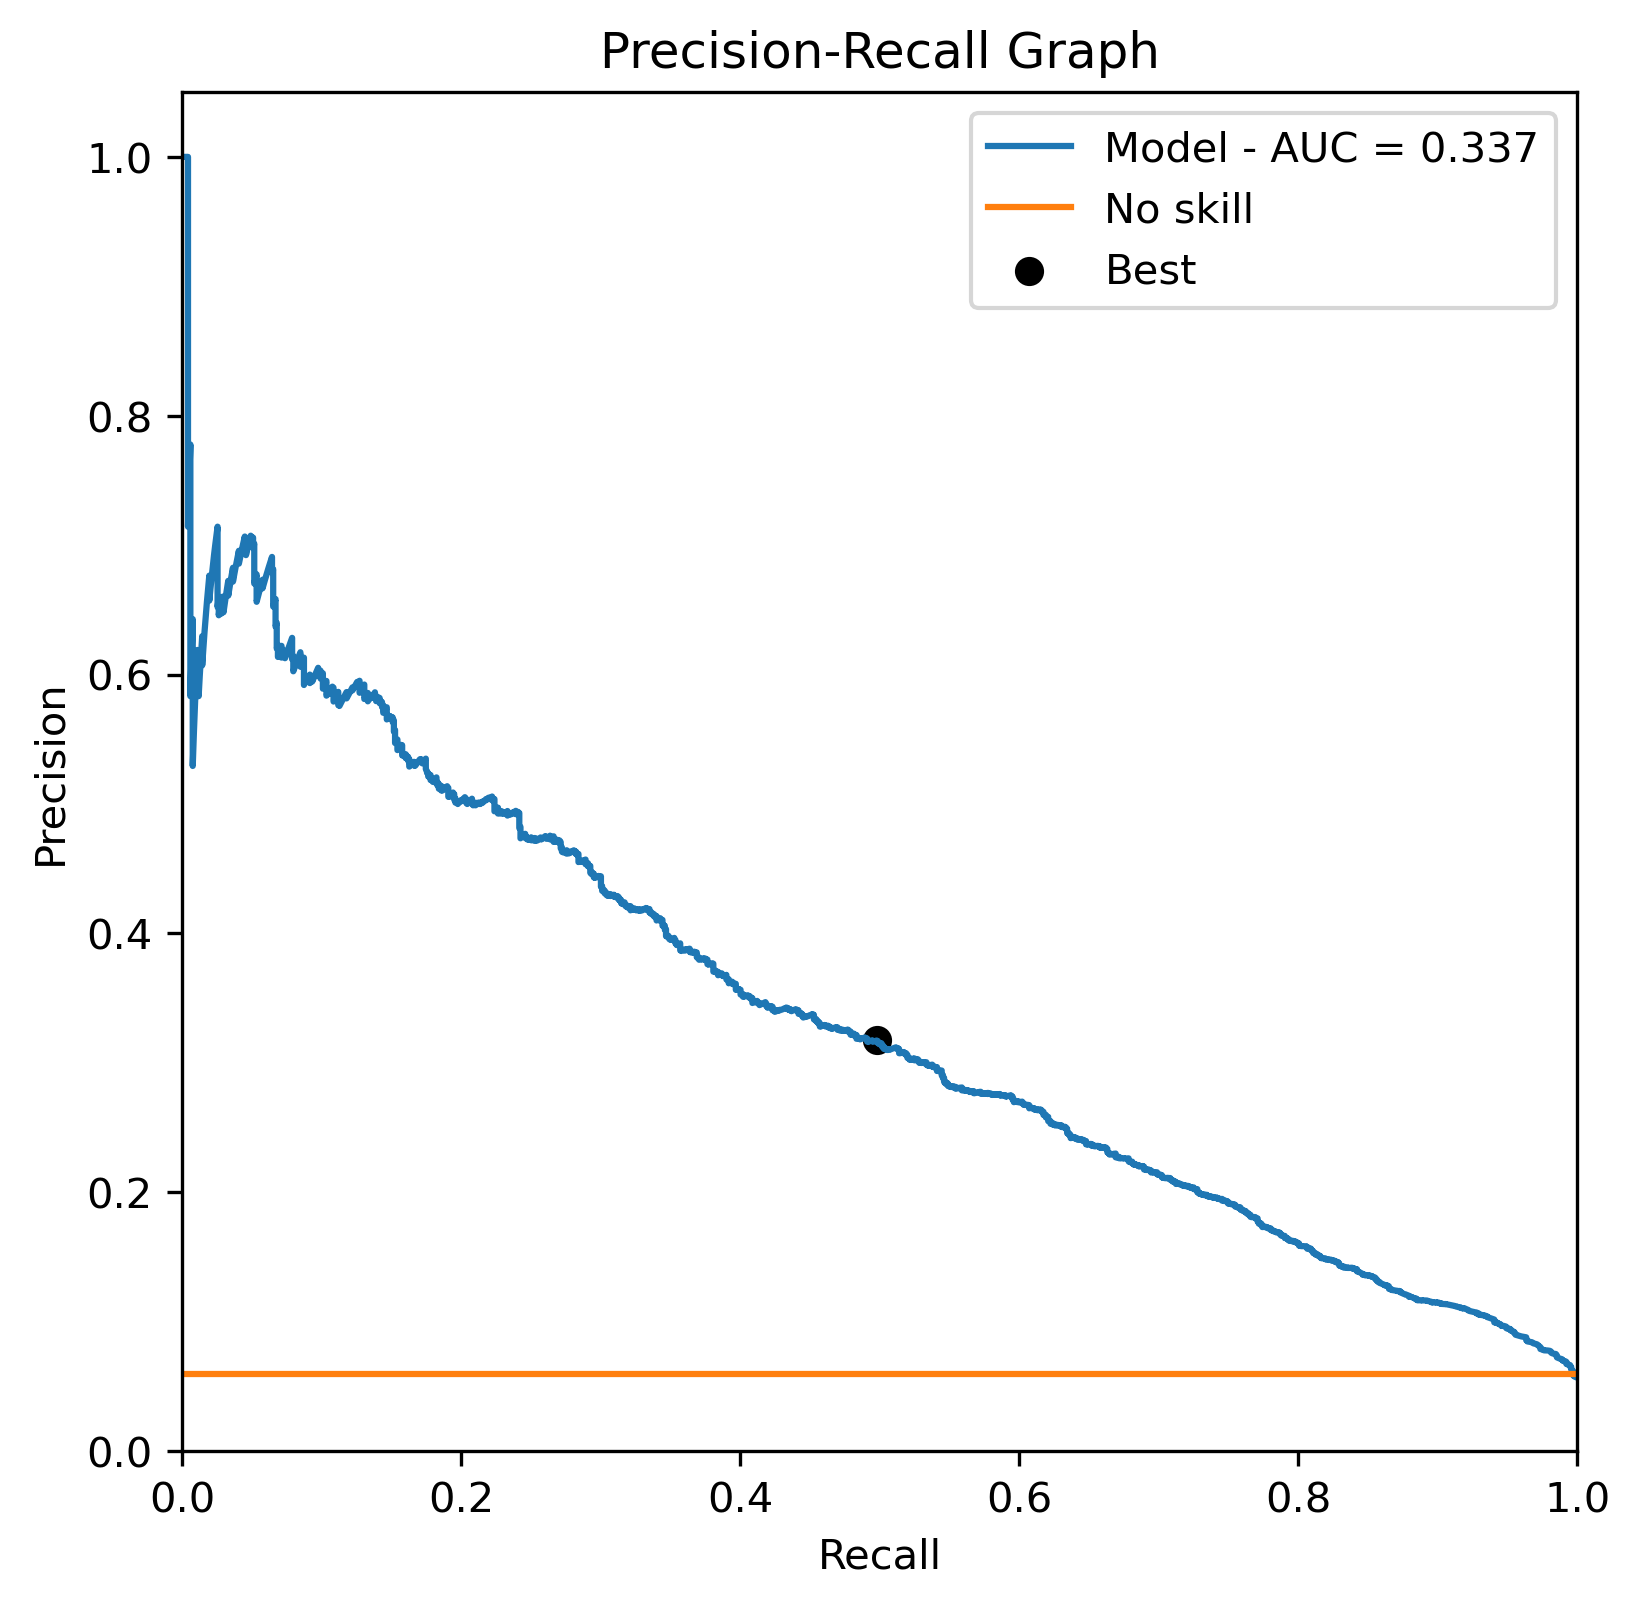 Precision-Recall Graph
Model - AUC = 0.337
No skill
Best
1.0
0.8
0.6
0.4
0.2
0.0
Precision
0.0 0.2 0.4 0.6 0.8 1.0
Recall